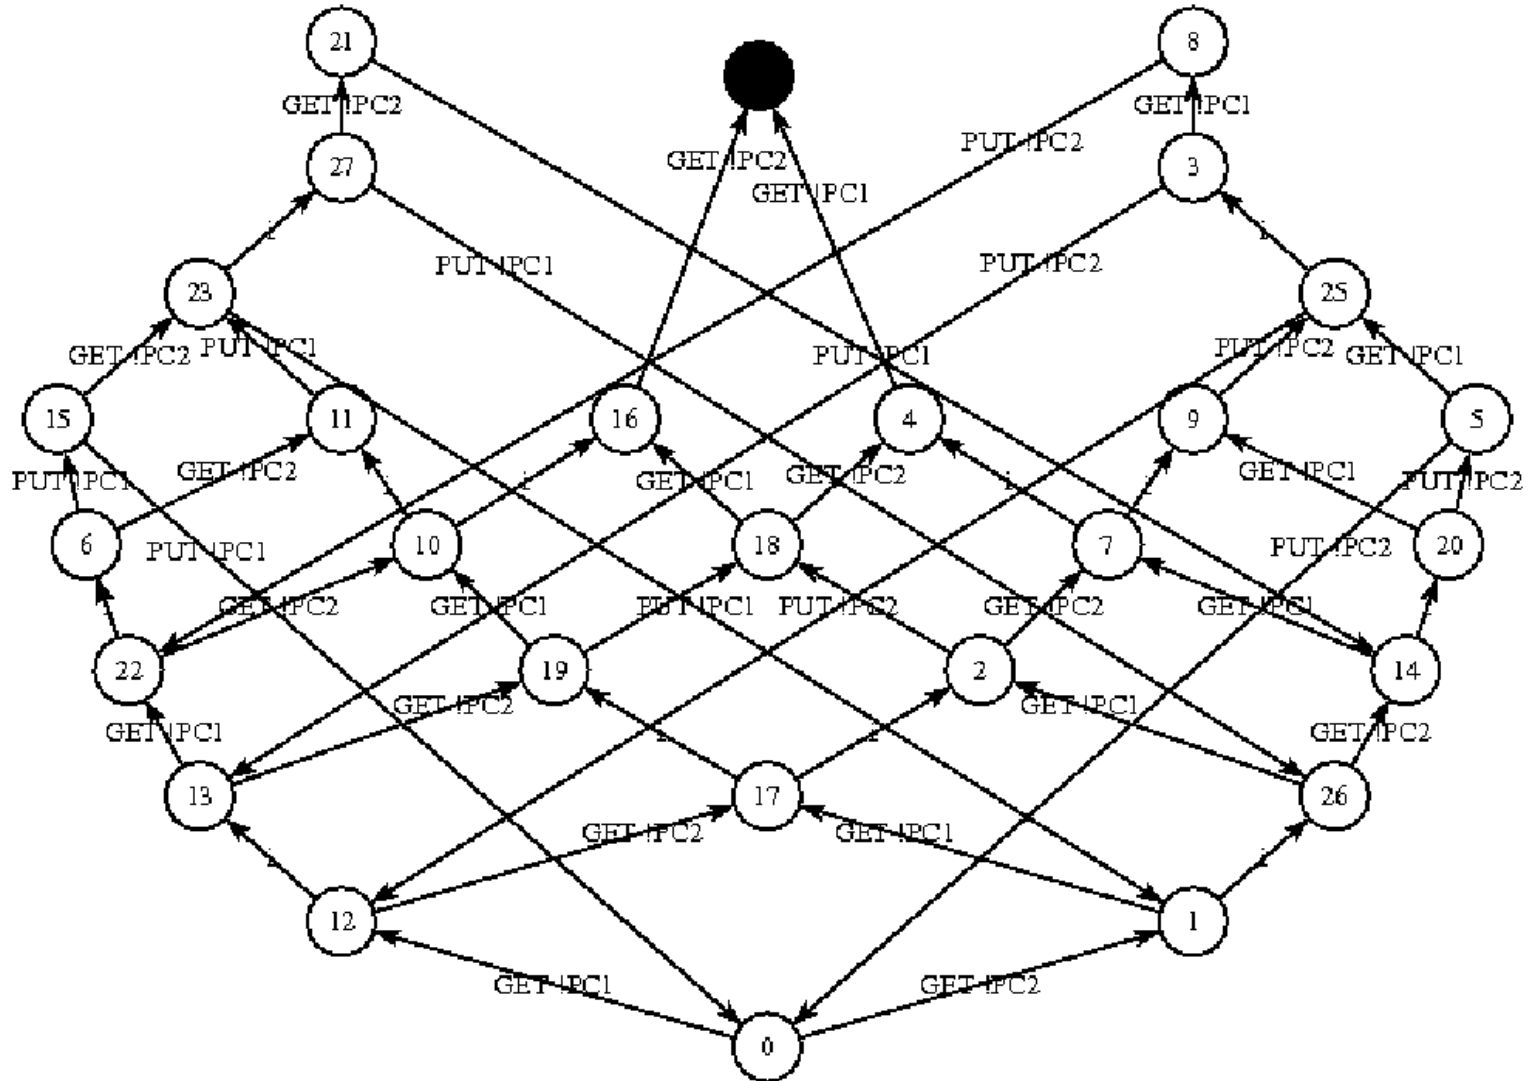 21
8
GET !PC2
GET !PC1
PUT !PC2
27
GET !PC2
3
GET !PC1
i
i
PUT !PC1
PUT !PC2
23
25
GET !PC2
PUT !PC1
PUT !PC1
PUT !PC2
GET !PC1
15
11
16
4
9
5
PUT !PC1
GET !PC2
i
i
GET !PC1
GET !PC2
i
i
GET !PC1
PUT !PC2
6
PUT !PC1
10
18
7
PUT !PC2
20
i
GET !PC2
GET !PC1
PUT !PC1
PUT !PC2
GET !PC2
GET !PC1
i
22
19
2
14
GET !PC1
GET !PC2
i
i
GET !PC1
GET !PC2
13
17
26
i
GET !PC2
GET !PC1
i
12
1
GET !PC1
GET !PC2
0